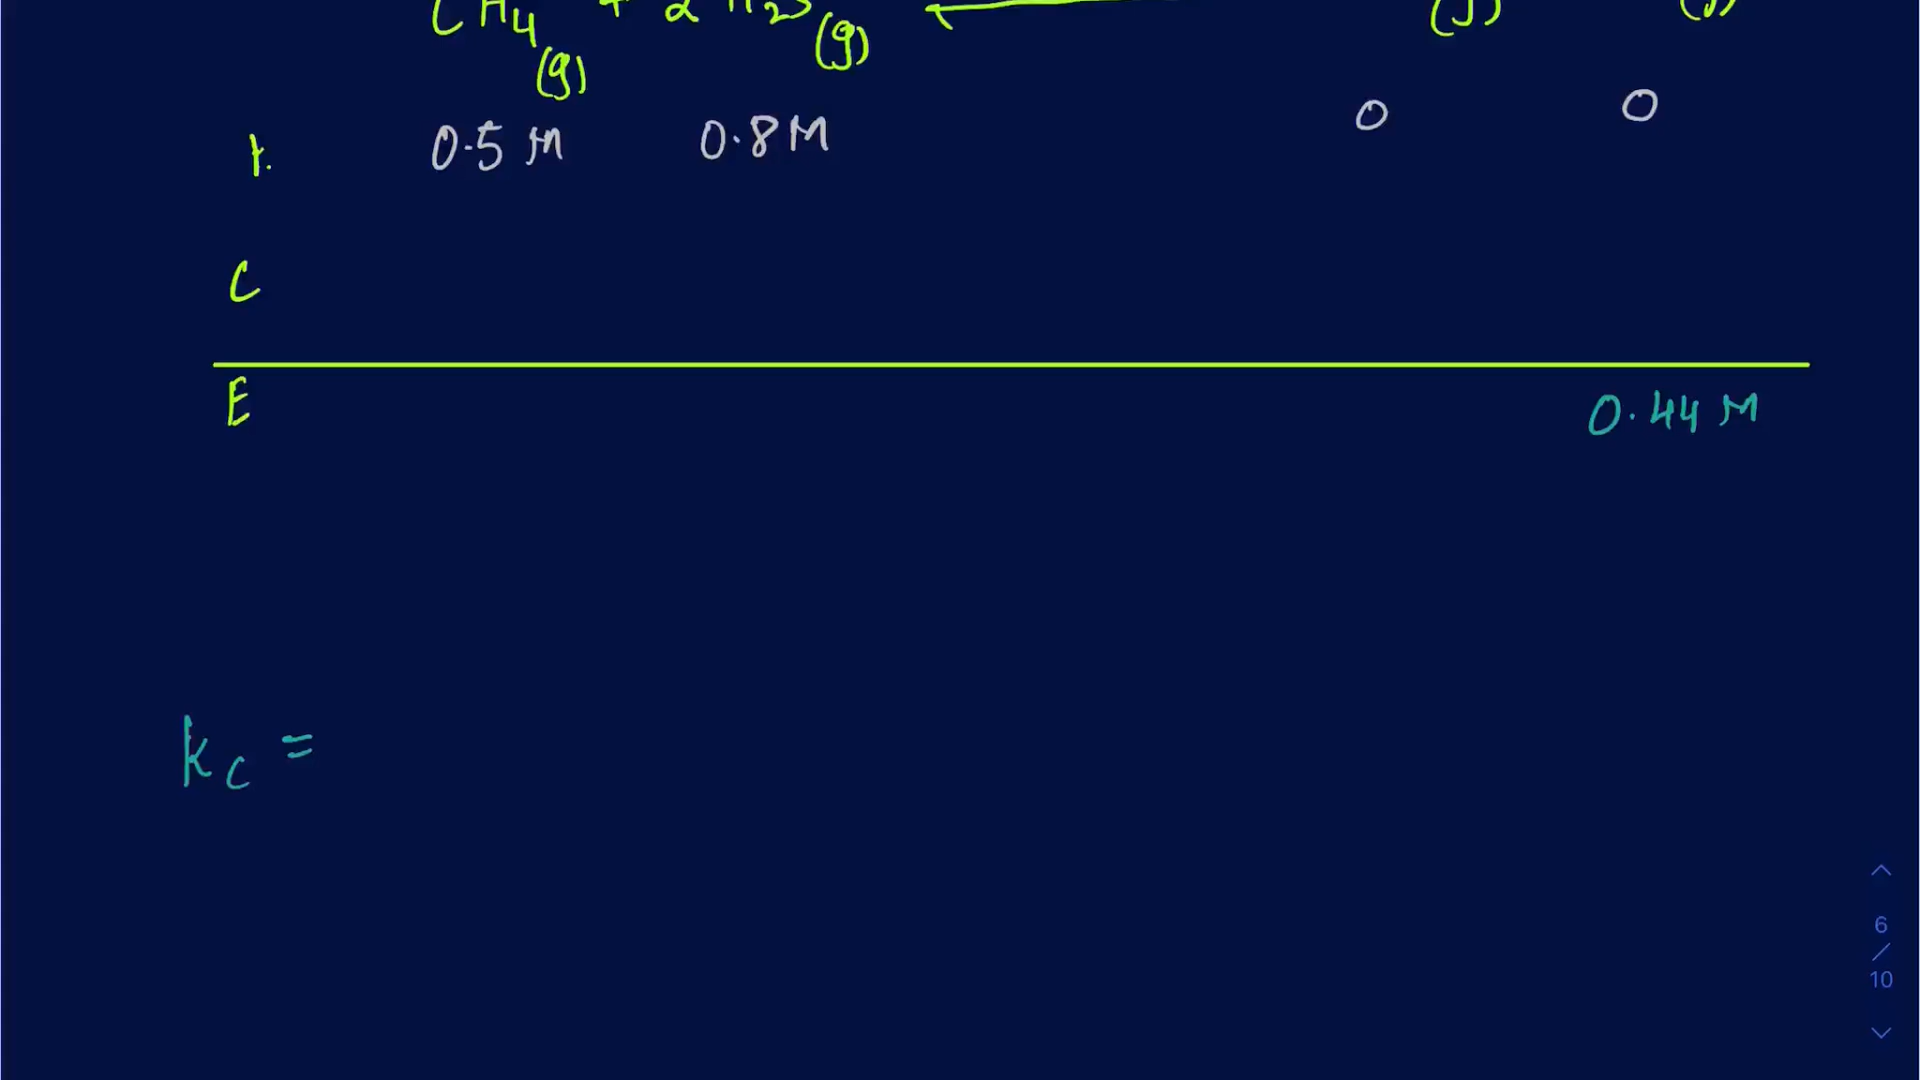 CH4 (g) + 2 H2S (g) (g) (g)
I. 0.5 M 0.8 M 0 0
C
E 0.44 M
kc =
6
/
10